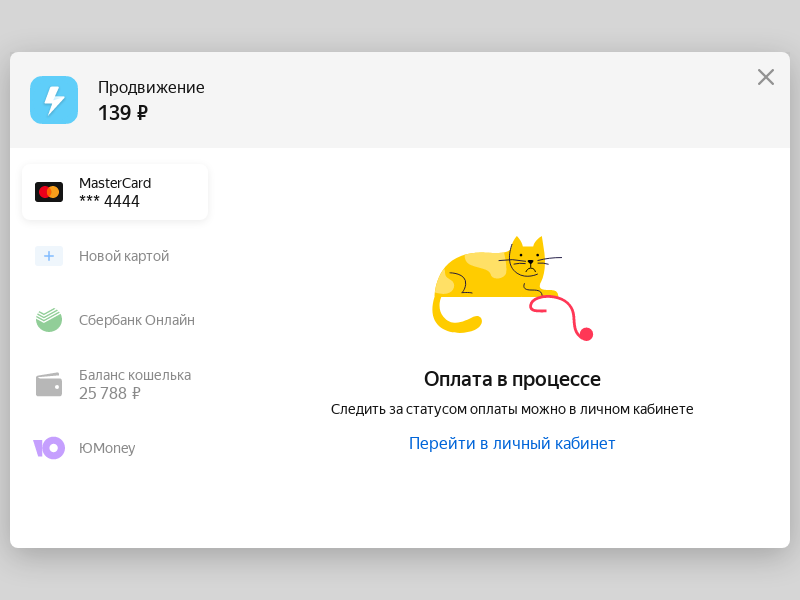 Продвижение
139 ₽
MasterCard
*** 4444
Новой картой
Сбербанк Онлайн
Баланс кошелька
25 788 ₽
ЮMoney
Оплата в процессе
Следить за статусом оплаты можно в личном кабинете
Перейти в личный кабинет